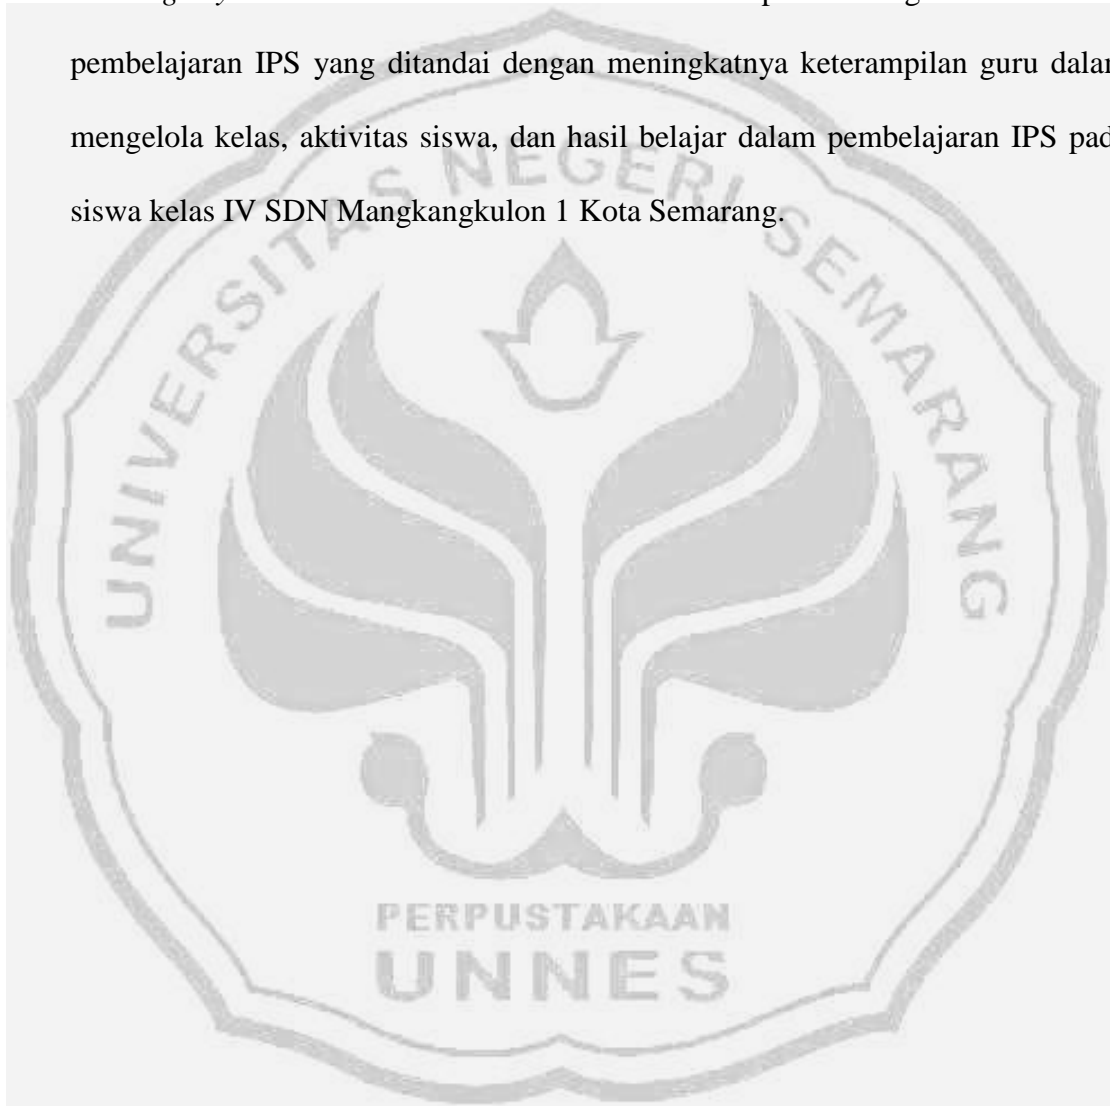 pembelajaran IPS yang ditandai dengan meningkatnya keterampilan guru dalam
mengelola kelas, aktivitas siswa, dan hasil belajar dalam pembelajaran IPS pad
siswa kelas IV SDN Mangkangkulon 1 Kota Semarang.
UNIVERSITAS NEGERI SEMARANG
PERPUSTAKAAN
UNNES